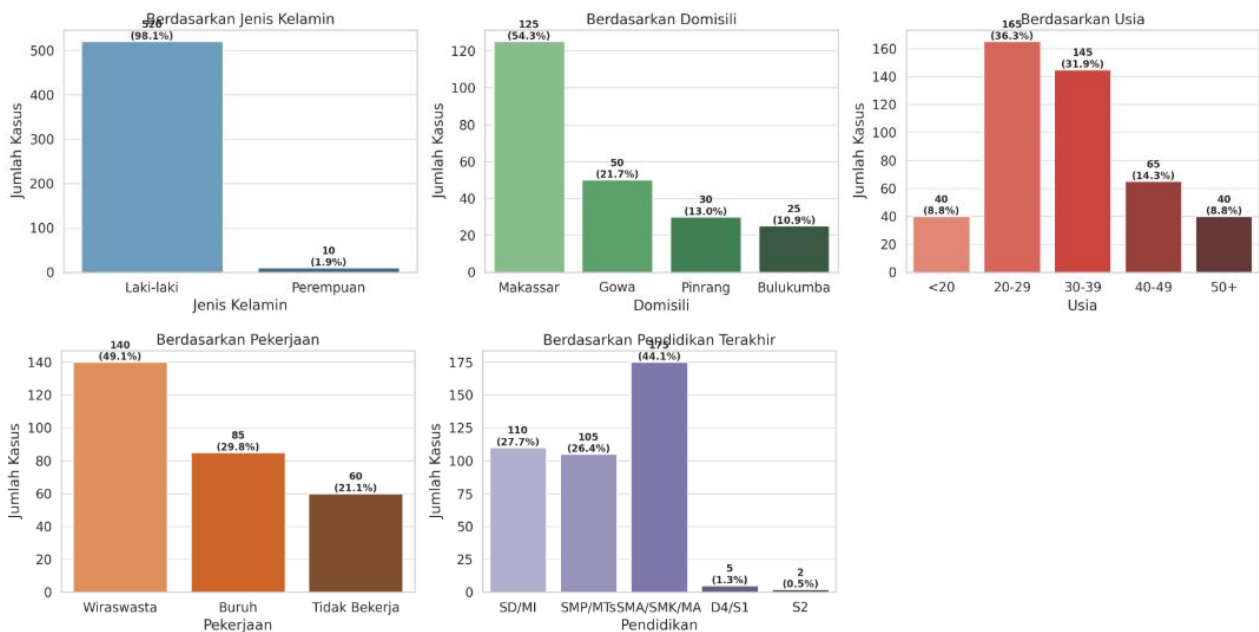 Berdasarkan Jenis Kelamin
520
(98.1%)
500
400
300
200
100
0
Jumlah Kasus
10
(1.9%)
Laki-laki
Perempuan
Jenis Kelamin
Berdasarkan Domisili
125
(54.3%)
120
100
80
60
40
20
0
Jumlah Kasus
50
(21.7%)
30
(13.0%)
25
(10.9%)
Makassar
Gowa
Pinrang
Bulukumba
Domisili
Berdasarkan Usia
165
(36.3%)
145
(31.9%)
160
140
120
100
80
60
40
20
0
Jumlah Kasus
40
(8.8%)
65
(14.3%)
40
(8.8%)
<20
20-29
30-39
40-49
50+
Usia
Berdasarkan Pekerjaan
140
(49.1%)
140
120
100
80
60
40
20
0
Jumlah Kasus
85
(29.8%)
60
(21.1%)
Wiraswasta
Buruh
Tidak Bekerja
Pekerjaan
Berdasarkan Pendidikan Terakhir
175
(44.1%)
175
150
125
100
75
50
25
0
Jumlah Kasus
110
(27.7%)
105
(26.4%)
5
(1.3%)
2
(0.5%)
SD/MI
SMP/MTs
SMA/SMK/MA
D4/S1
S2
Pendidikan